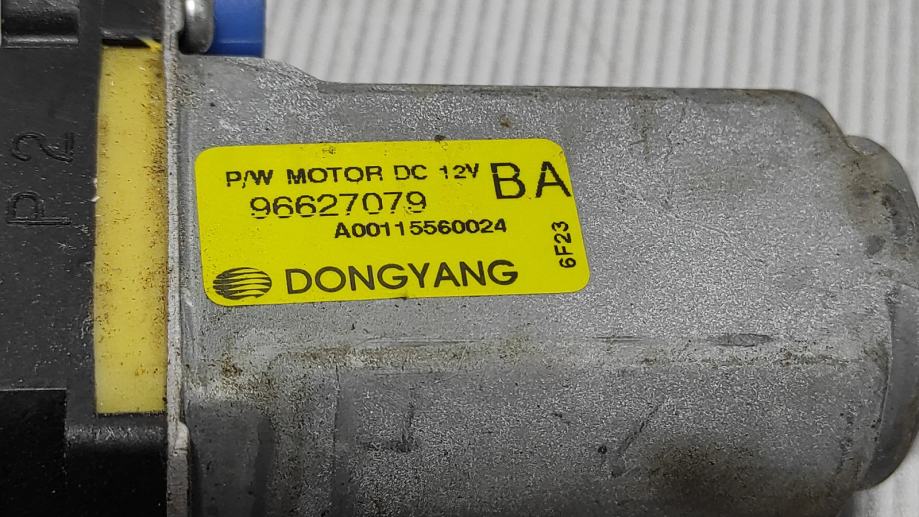 P2
P/W MOTOR DC 12V BA
96627079
A00115560024
6F23
DONGYANG